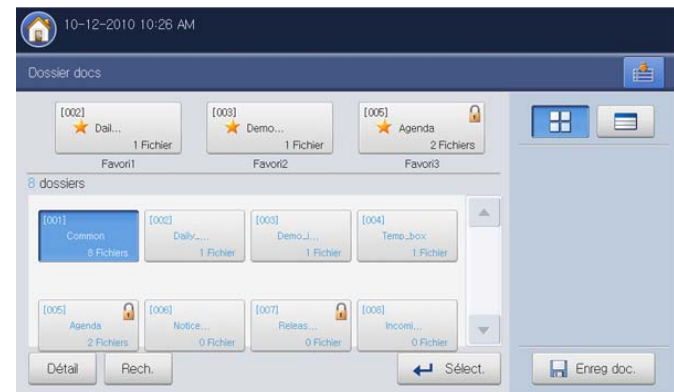 10-12-2010 10:26 AM
Dossier docs
[002]
Dail...
1 Fichier
Favori1
[003]
Demo...
1 Fichier
Favori2
[005]
Agenda
2 Fichiers
Favori3
8 dossiers
[001]
Common
8 Fichiers
[002]
Daily_...
1 Fichier
[003]
Demo_i...
1 Fichier
[004]
Temp_box
1 Fichier
[005]
Agenda
2 Fichiers
[006]
Notice...
0 Fichier
[007]
Releas...
0 Fichier
[008]
Incomi...
0 Fichier
Détail
Rech.
Sélect.
Enreg doc.